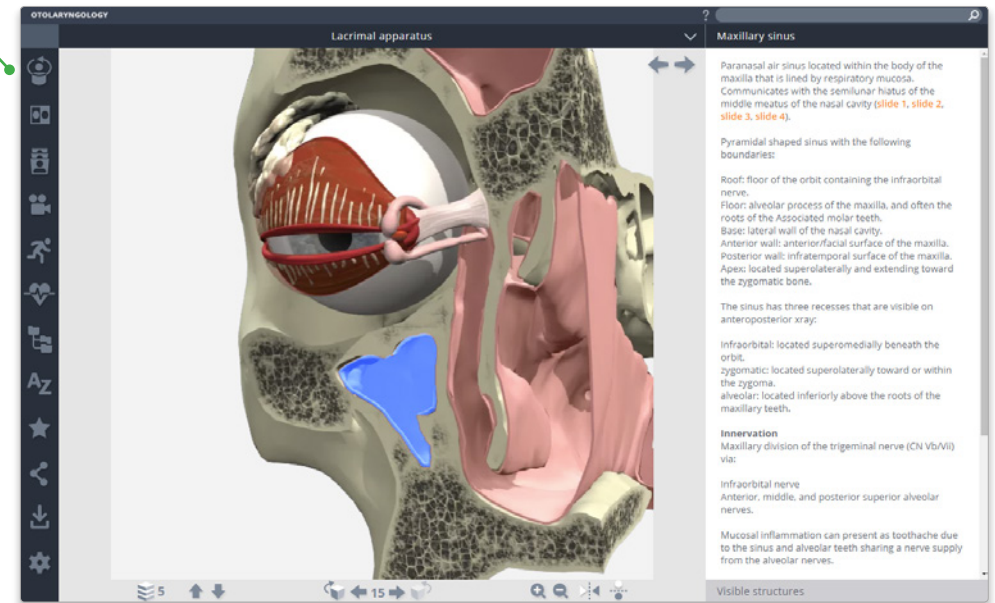 OTOLARYNGOLOGY
?
Lacrimal apparatus
Maxillary sinus
Paranasal air sinus located within the body of the
maxilla that is lined by respiratory mucosa.
Communicates with the semilunar hiatus of the
middle meatus of the nasal cavity (slide 1, slide 2,
slide 3, slide 4).
Pyramidal shaped sinus with the following
boundaries:
Roof: floor of the orbit containing the infraorbital
nerve.
Floor: alveolar process of the maxilla, and often the
roots of the Associated molar teeth.
Base: lateral wall of the nasal cavity.
Anterior wall: anterior/facial surface of the maxilla.
Posterior wall: infratemporal surface of the maxilla.
Apex: located superolaterally and extending toward
the zygomatic bone.
The sinus has three recesses that are visible on
anteroposterior xray:
Infraorbital: located superomedially beneath the
orbit.
zygomatic: located superolaterally toward or within
the zygoma.
alveolar: located inferiorly above the roots of the
maxillary teeth.
Innervation
Maxillary division of the trigeminal nerve (CN Vb/Vii)
via:
Infraorbital nerve
Anterior, middle, and posterior superior alveolar
nerves.
Mucosal inflammation can present as toothache due
to the sinus and alveolar teeth sharing a nerve supply
from the alveolar nerves.
AZ
5
15
Visible structures